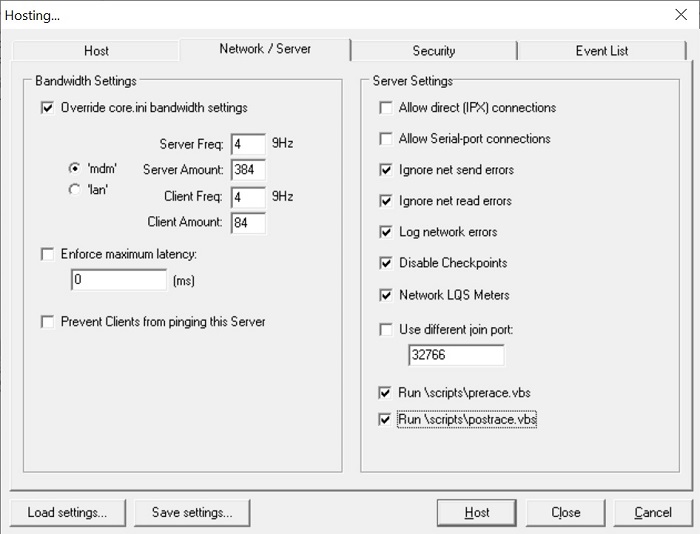 Hosting...
Host
Network / Server
Security
Event List
Bandwidth Settings
Override core.ini bandwidth settings
Server Freq: 4 9Hz
'mdm' Server Amount: 384
'lan' Client Freq: 4 9Hz
Client Amount: 84
Enforce maximum latency:
0 (ms)
Prevent Clients from pinging this Server
Server Settings
Allow direct (IPX) connections
Allow Serial-port connections
Ignore net send errors
Ignore net read errors
Log network errors
Disable Checkpoints
Network LQS Meters
Use different join port:
32766
Run \scripts\prerace.vbs
Run \scripts\postrace.vbs
Load settings...
Save settings...
Host
Close
Cancel